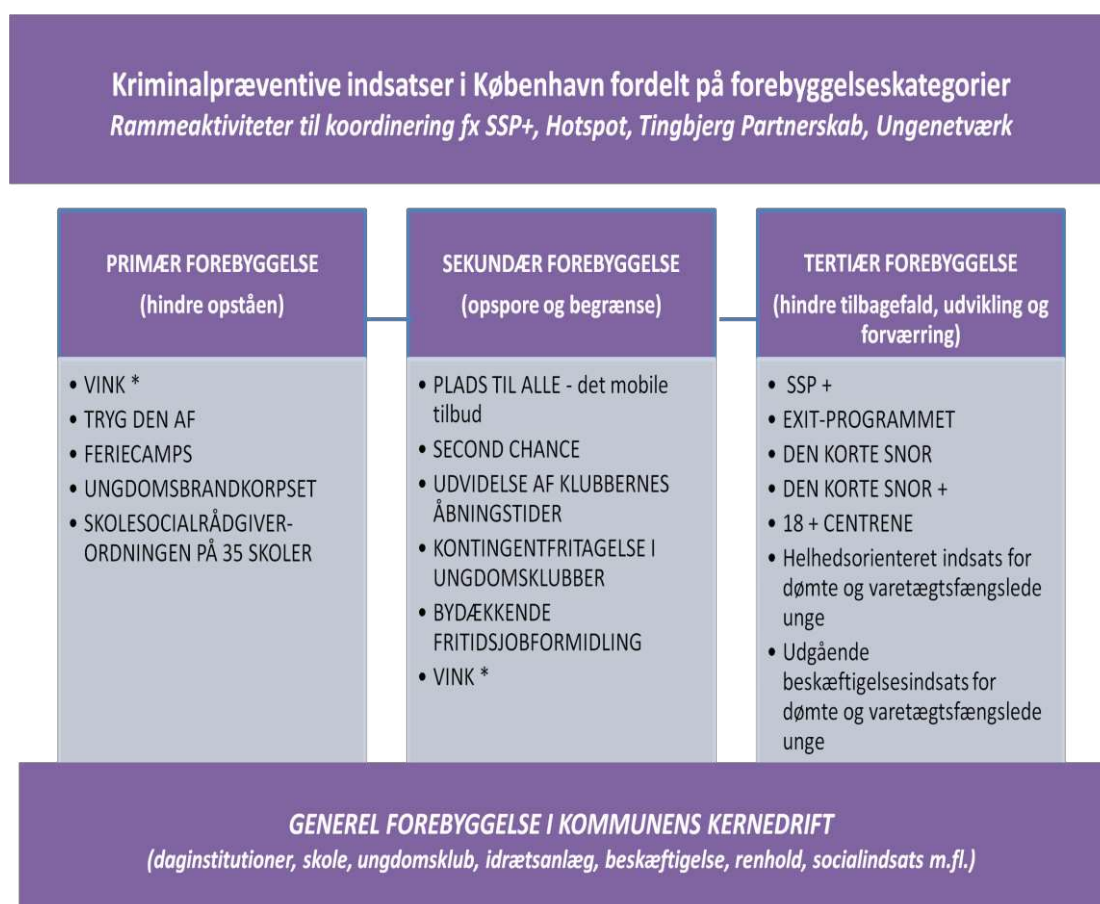 Kriminalpræventive indsatser i København fordelt på forebyggelseskategorier
Rammeaktiviteter til koordinering fx SSP+, Hotspot, Tingbjerg Partnerskab, Ungenetværk
PRIMÆR FOREBYGGELSE
(hindre opståen)
• VINK *
• TRYG DEN AF
• FERIECAMPS
• UNGDOMSBRANDKORPSET
• SKOLESOCIALRÅDGIVER-
ORDNINGEN PÅ 35 SKOLER
SEKUNDÆR FOREBYGGELSE
(opspore og begrænse)
• PLADS TIL ALLE - det mobile
tilbud
• SECOND CHANCE
• UDVIDELSE AF KLUBBERNES
ÅBNINGSTIDER
• KONTINGENTFRITAGELSE I
UNGDOMSKLUBBER
• BYDÆKKENDE
FRITIDSJOBFORMIDLING
• VINK *
TERTIÆR FOREBYGGELSE
(hindre tilbagefald, udvikling og
forværring)
• SSP +
• EXIT-PROGRAMMET
• DEN KORTE SNOR
• DEN KORTE SNOR +
• 18 + CENTRENE
• Helhedsorienteret indsats for
dømte og varetægtsfængslede
unge
• Udgående
beskæftigelsesindsats for
dømte og varetægtsfængslede
unge
GENEREL FOREBYGGELSE I KOMMUNENS KERNEDRIFT
(daginstitutioner, skole, ungdomsklub, idrætsanlæg, beskæftigelse, renhold, socialindsats m.fl.)